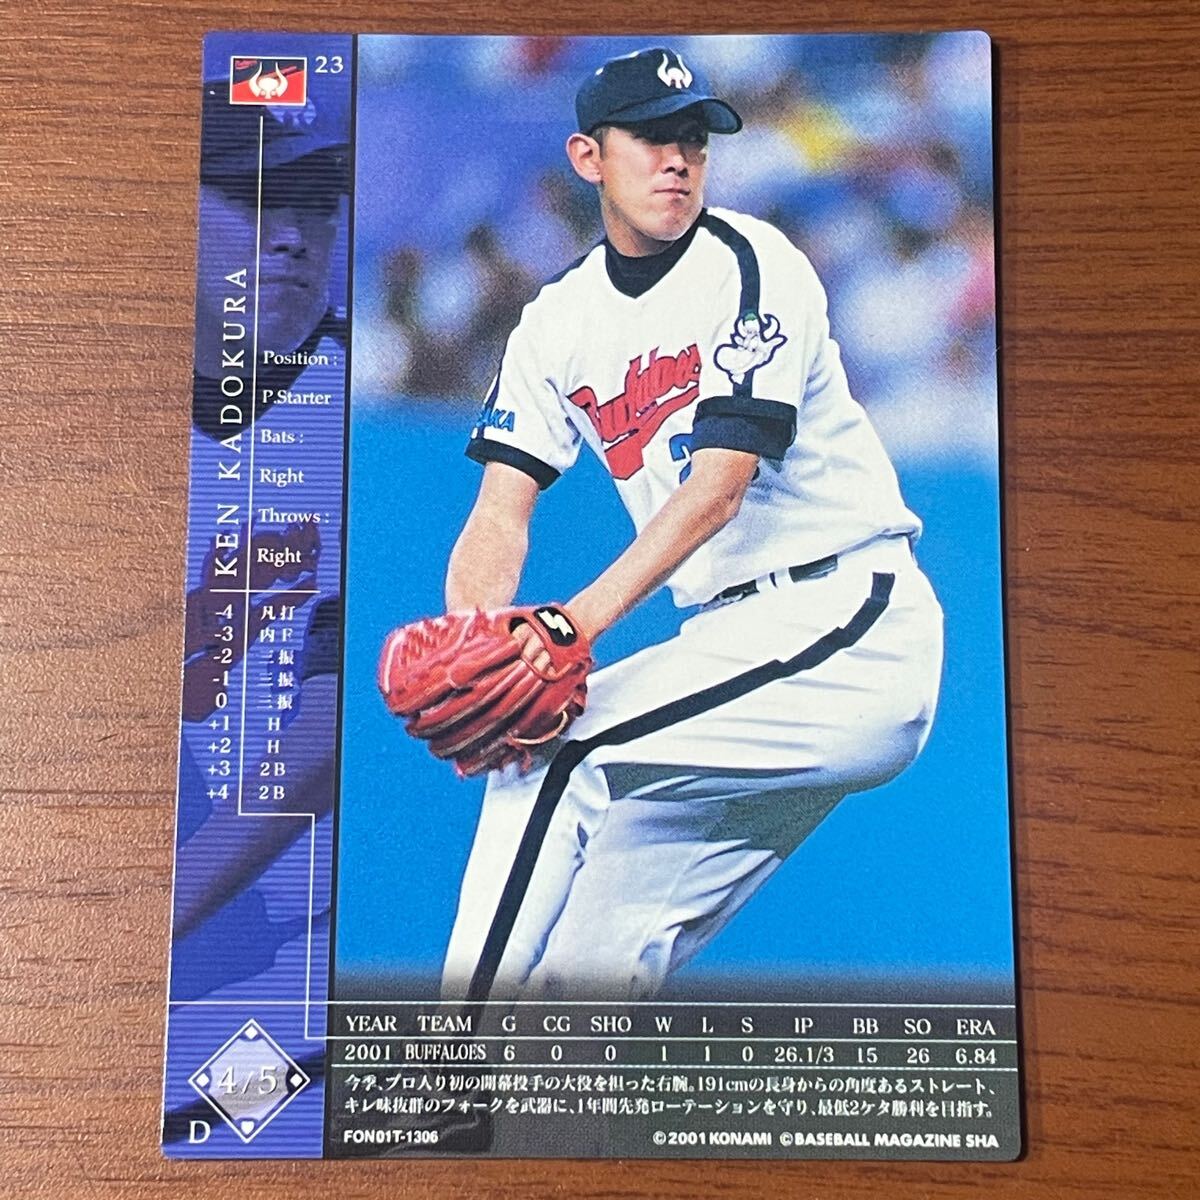 23
KEN KADOKURA
Position :
P.Starter
Bats :
Right
Throws :
Right
-4 凡打
-3 内F
-2 三振
-1 三振
0 三振
+1 H
+2 H
+3 2B
+4 2B
Buffaloes
YEAR TEAM G CG SHO W L S IP BB SO ERA
2001 BUFFALOES 6 0 0 1 1 0 26.1/3 15 26 6.84
今季、プロ入り初の開幕投手の大役を担った右腕。191cmの長身からの角度あるストレート、
キレ味抜群のフォークを武器に、1年間先発ローテーションを守り、最低2ケタ勝利を目指す。
4/5
D
FON01T-1306
©2001 KONAMI ©BASEBALL MAGAZINE SHA